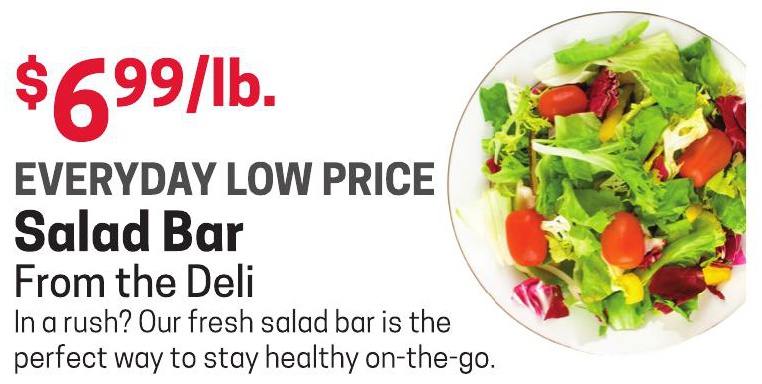 $6.99/lb.
EVERYDAY LOW PRICE
Salad Bar
From the Deli
In a rush? Our fresh salad bar is the
perfect way to stay healthy on-the-go.